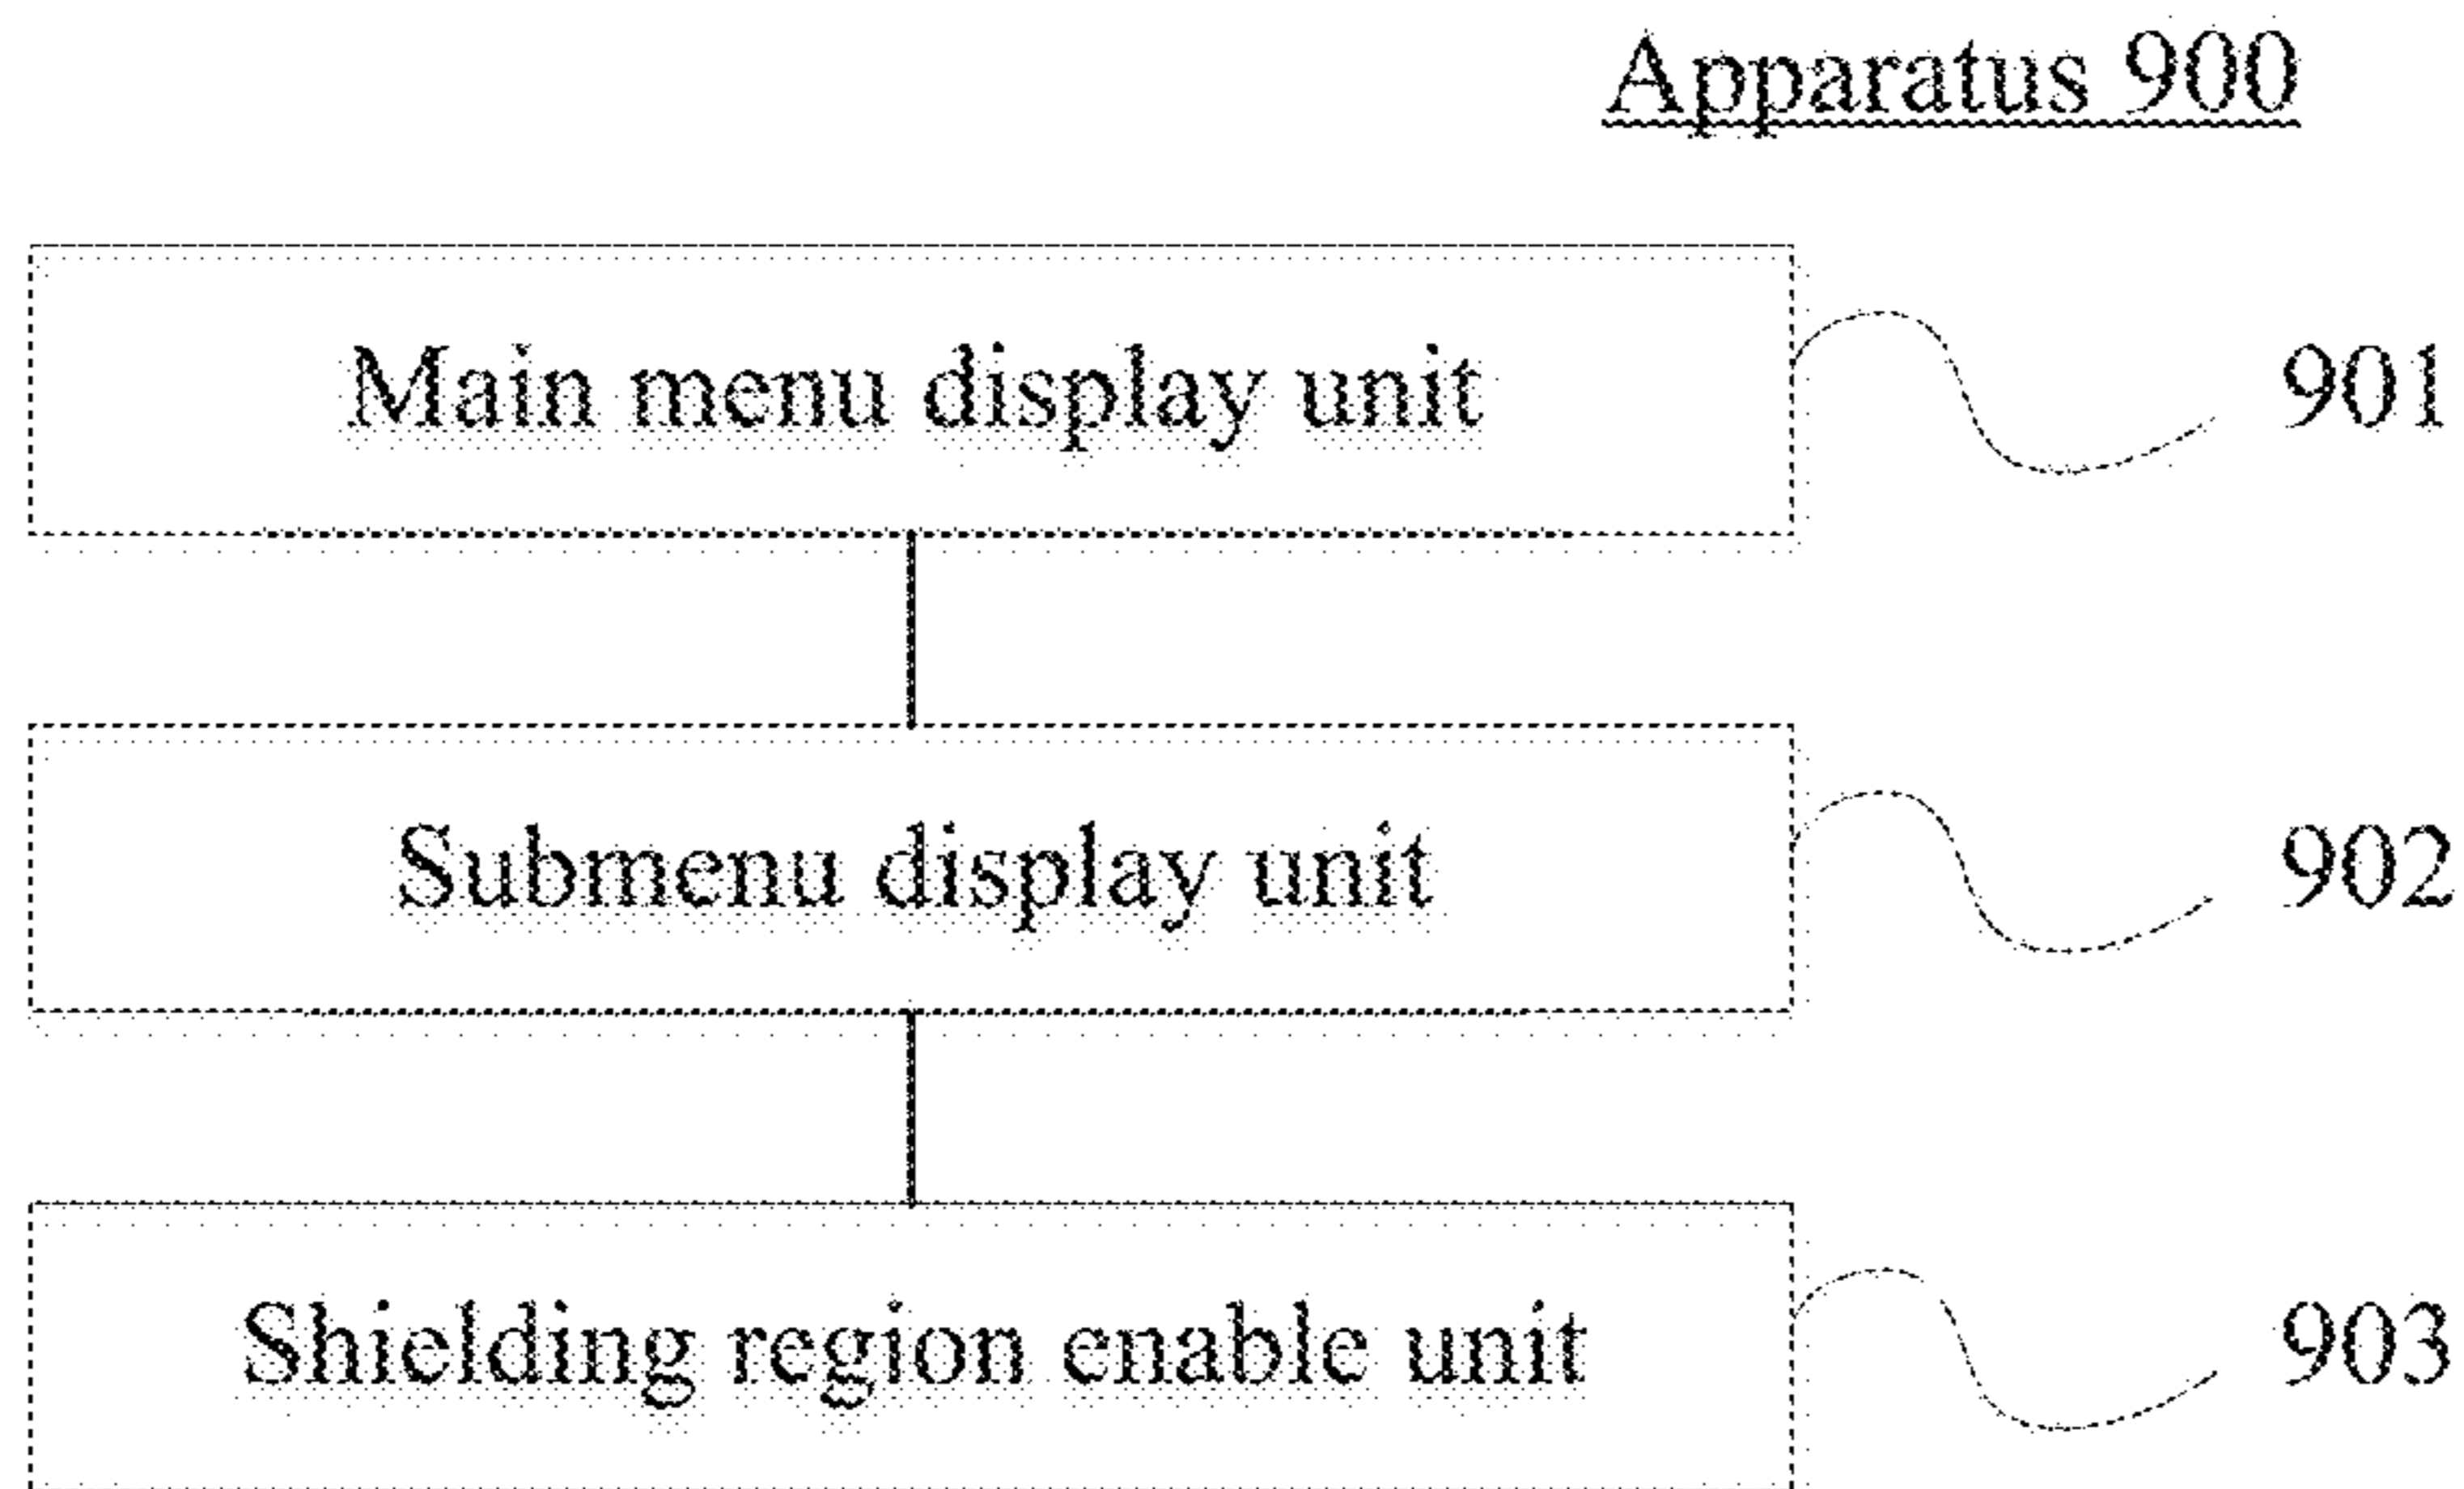 Apparatus 900
Main menu display unit
901
Submenu display unit
902
Shielding region enable unit
903